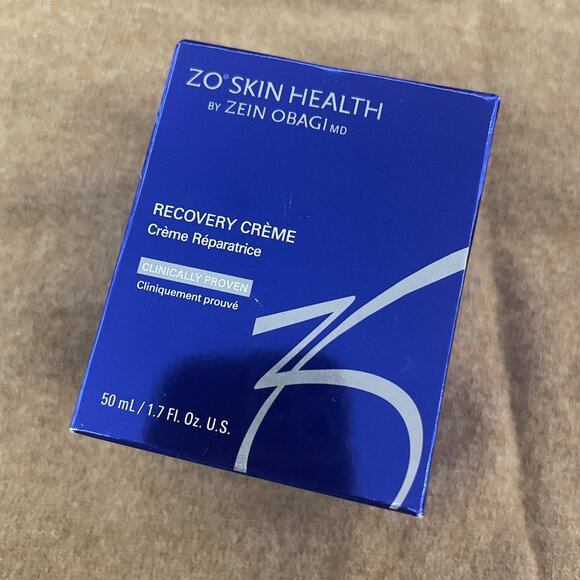 ZO® SKIN HEALTH
BY ZEIN OBAGI MD
RECOVERY CRÈME
Crème Réparatrice
CLINICALLY PROVEN
Cliniquement prouvé
50 mL / 1.7 Fl. Oz. U.S.